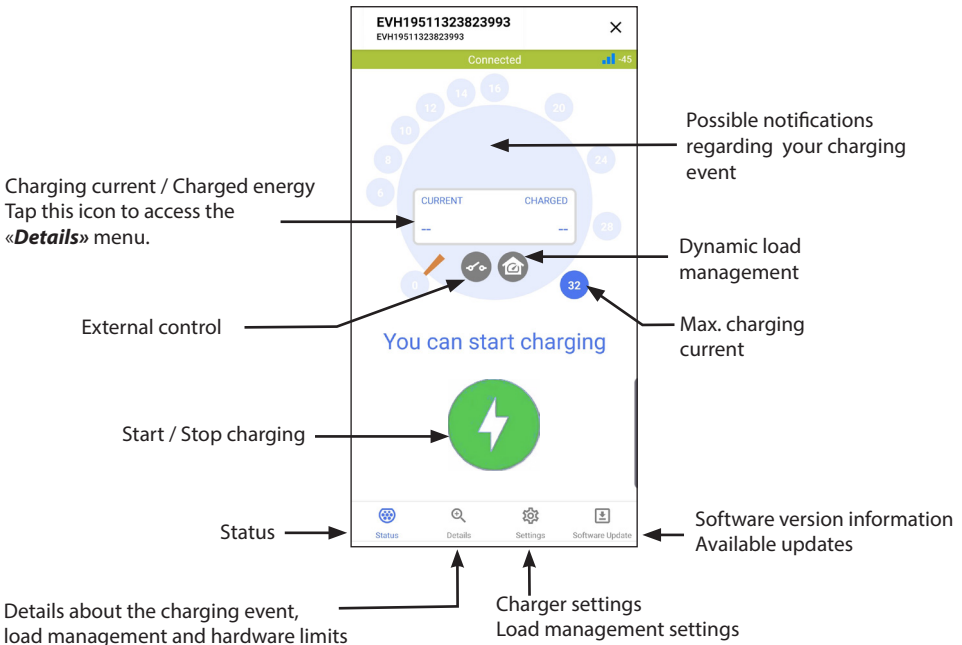 EVH19511323823993
EVH19511323823993
Connected
-45
16
14
12
20
10
8
24
6
28
0
32
CURRENT
CHARGED
--
--
You can start charging
Status
Details
Settings
Software Update
Possible notifications
regarding your charging
event
Charging current / Charged energy
Tap this icon to access the
«Details» menu.
Dynamic load
management
External control
Max. charging
current
Start / Stop charging
Status
Software version information
Available updates
Details about the charging event,
load management and hardware limits
Charger settings
Load management settings